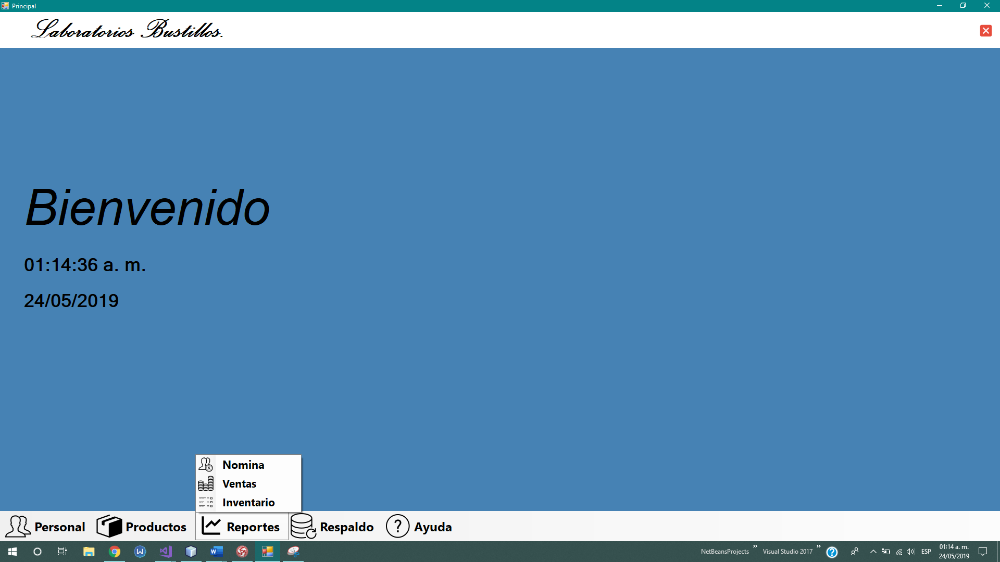 Principal
Laboratorios Bustillos.
Bienvenido
01:14:36 a. m.
24/05/2019
Nomina
Ventas
Inventario
Personal
Productos
Reportes
Respaldo
Ayuda
NetBeansProjects
Visual Studio 2017
ESP
01:14 a. m.
24/05/2019